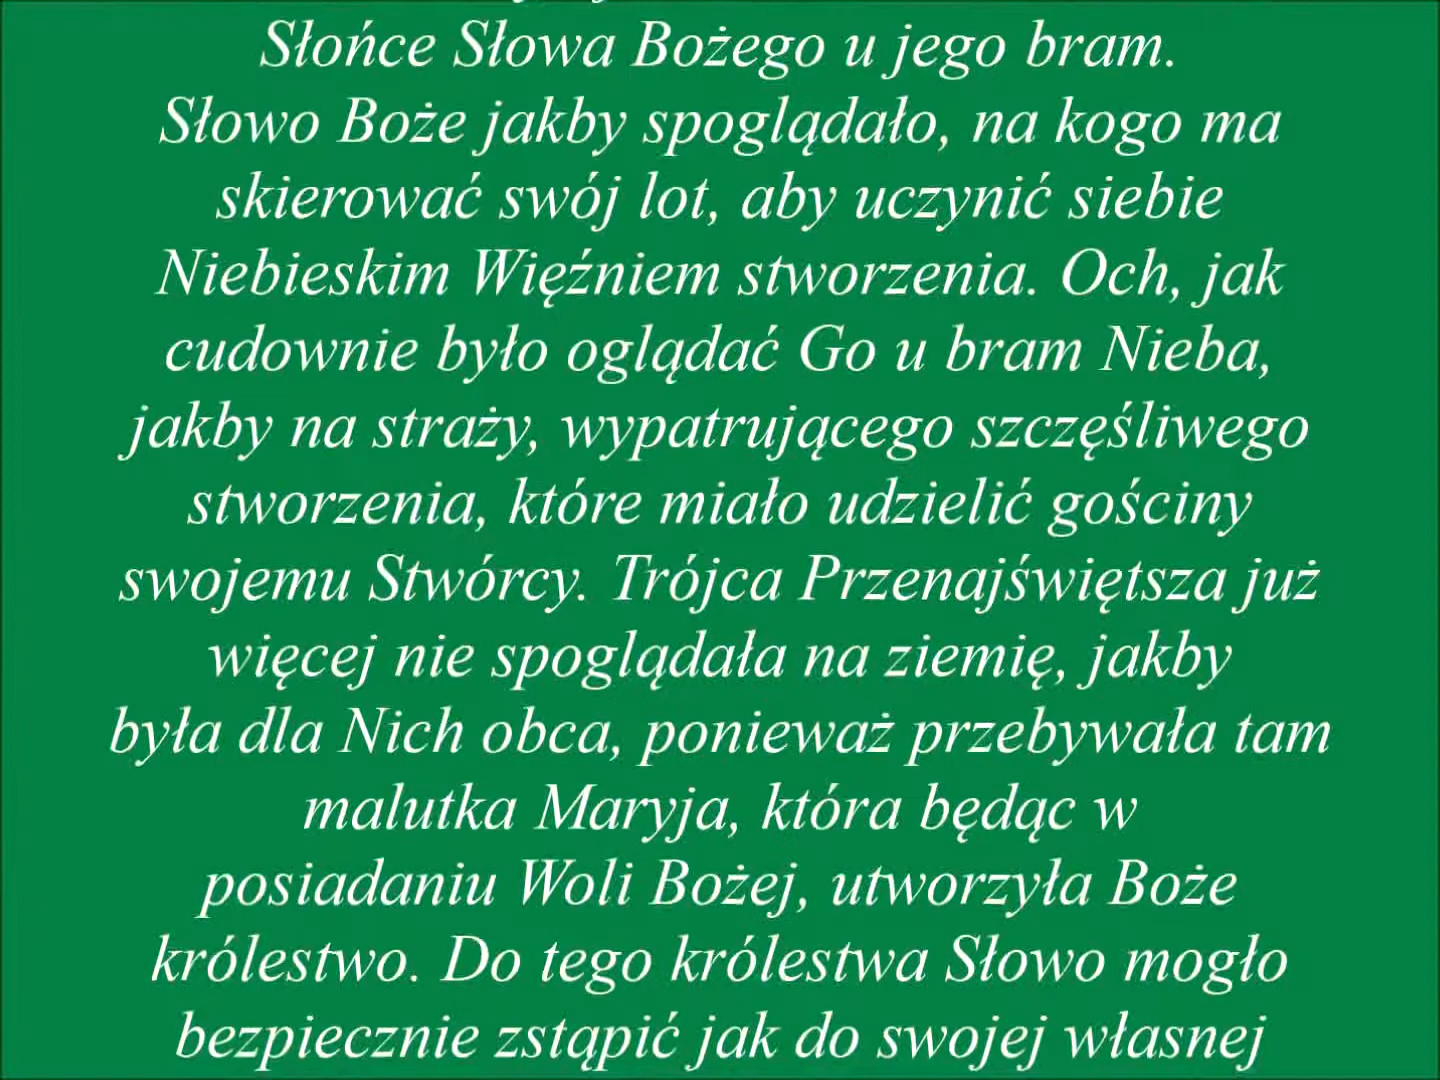 Słońce Słowa Bożego u jego bram.
Słowo Boże jakby spoglądało, na kogo ma
skierować swój lot, aby uczynić siebie
Niebieskim Więźniem stworzenia. Och, jak
cudownie było oglądać Go u bram Nieba,
jakby na straży, wypatrującego szczęśliwego
stworzenia, które miało udzielić gościny
swojemu Stwórcy. Trójca Przenajświętsza już
więcej nie spoglądała na ziemię, jakby
była dla Nich obca, ponieważ przebywała tam
malutka Maryja, która będąc w
posiadaniu Woli Bożej, utworzyła Boże
królestwo. Do tego królestwa Słowo mogło
bezpiecznie zstąpić jak do swojej własnej